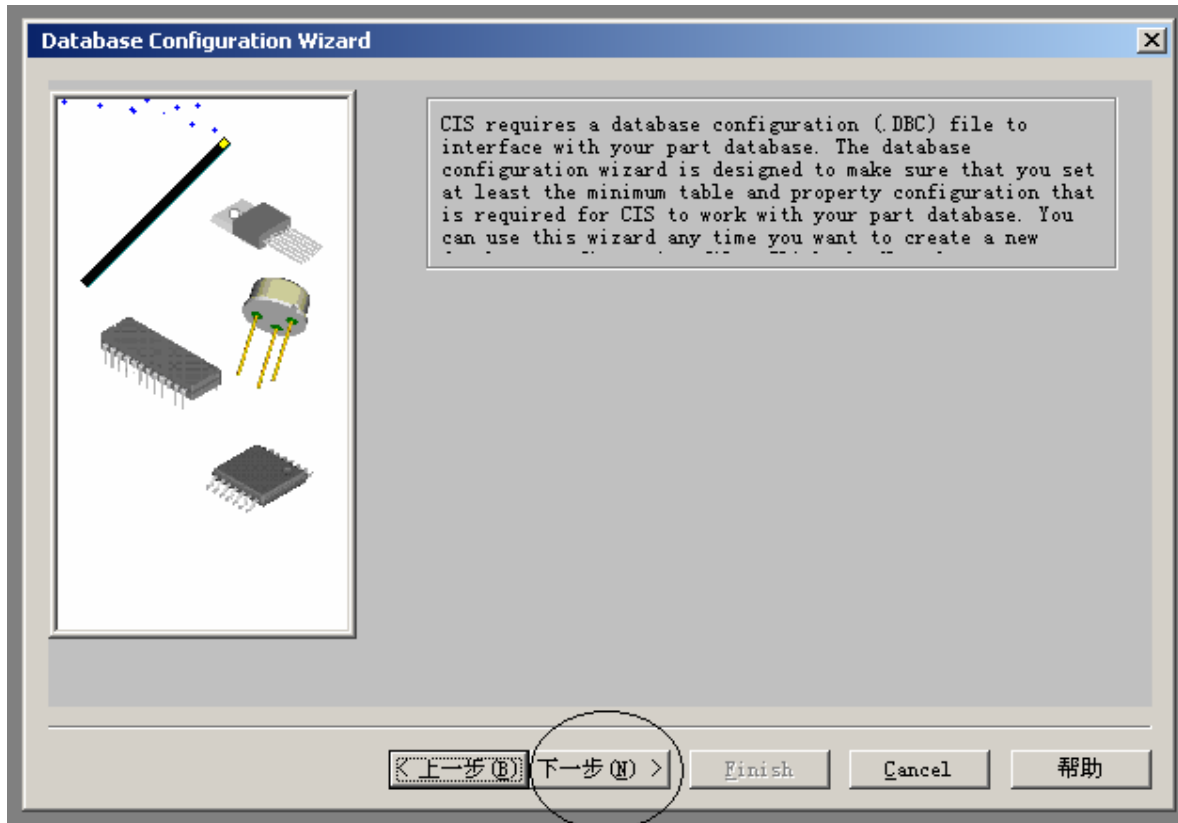 Database Configuration Wizard
CIS requires a database configuration (.DBC) file to
interface with your part database. The database
configuration wizard is designed to make sure that you set
at least the minimum table and property configuration that
is required for CIS to work with your part database. You
can use this wizard any time you want to create a new
< 上一步(B) 下一步(N) > Finish Cancel 帮助